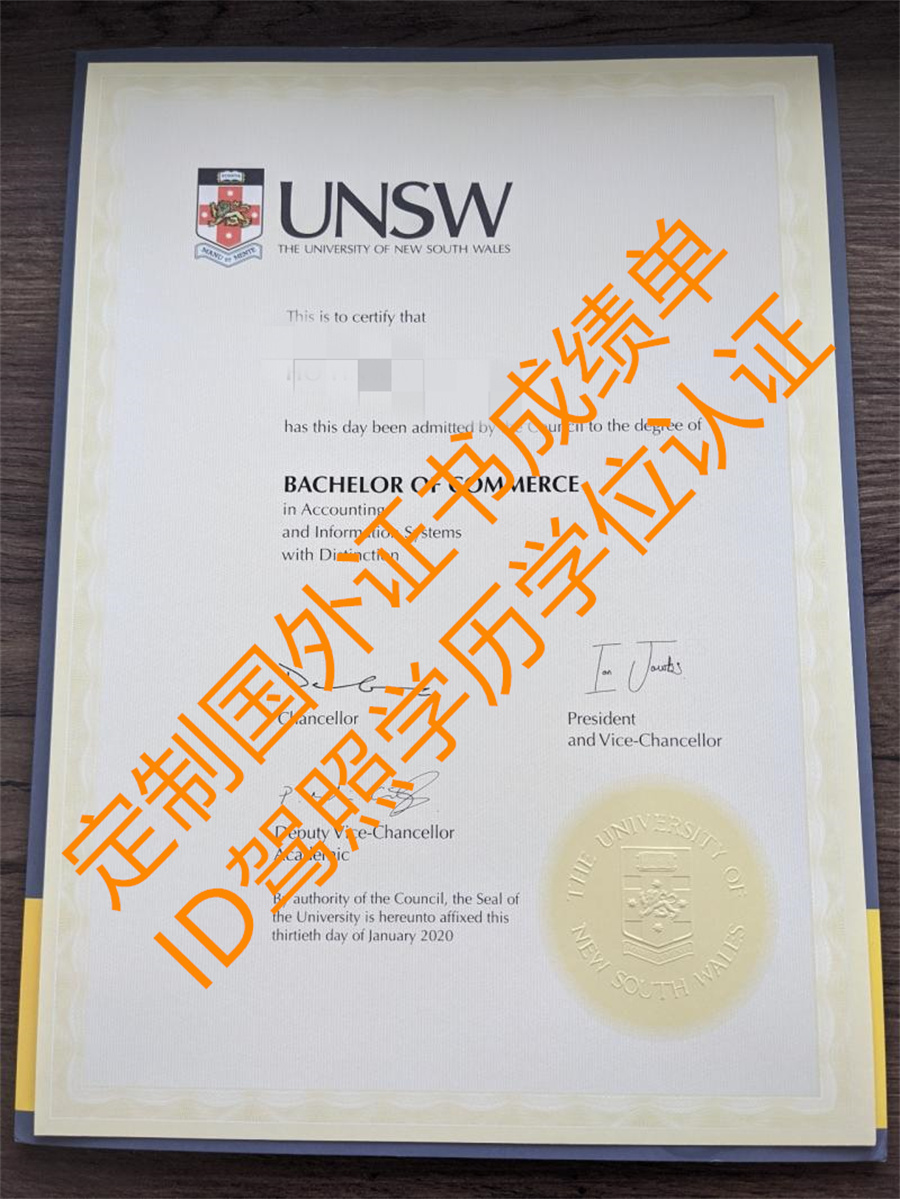 UNSW
THE UNIVERSITY OF NEW SOUTH WALES
MANU ET MENTE
This is to certify that
has this day been admitted by the Council to the degree of
BACHELOR OF COMMERCE
in Accounting
and Information Systems
with Distinction
定制国外证书成绩单
ID驾照学历学位认证
Ian Jacobs
Chancellor
President
and Vice-Chancellor
Deputy Vice-Chancellor
Academic
By authority of the Council, the Seal of
the University is hereunto affixed this
thirtieth day of January 2020
THE UNIVERSITY OF
NEW SOUTH WALES